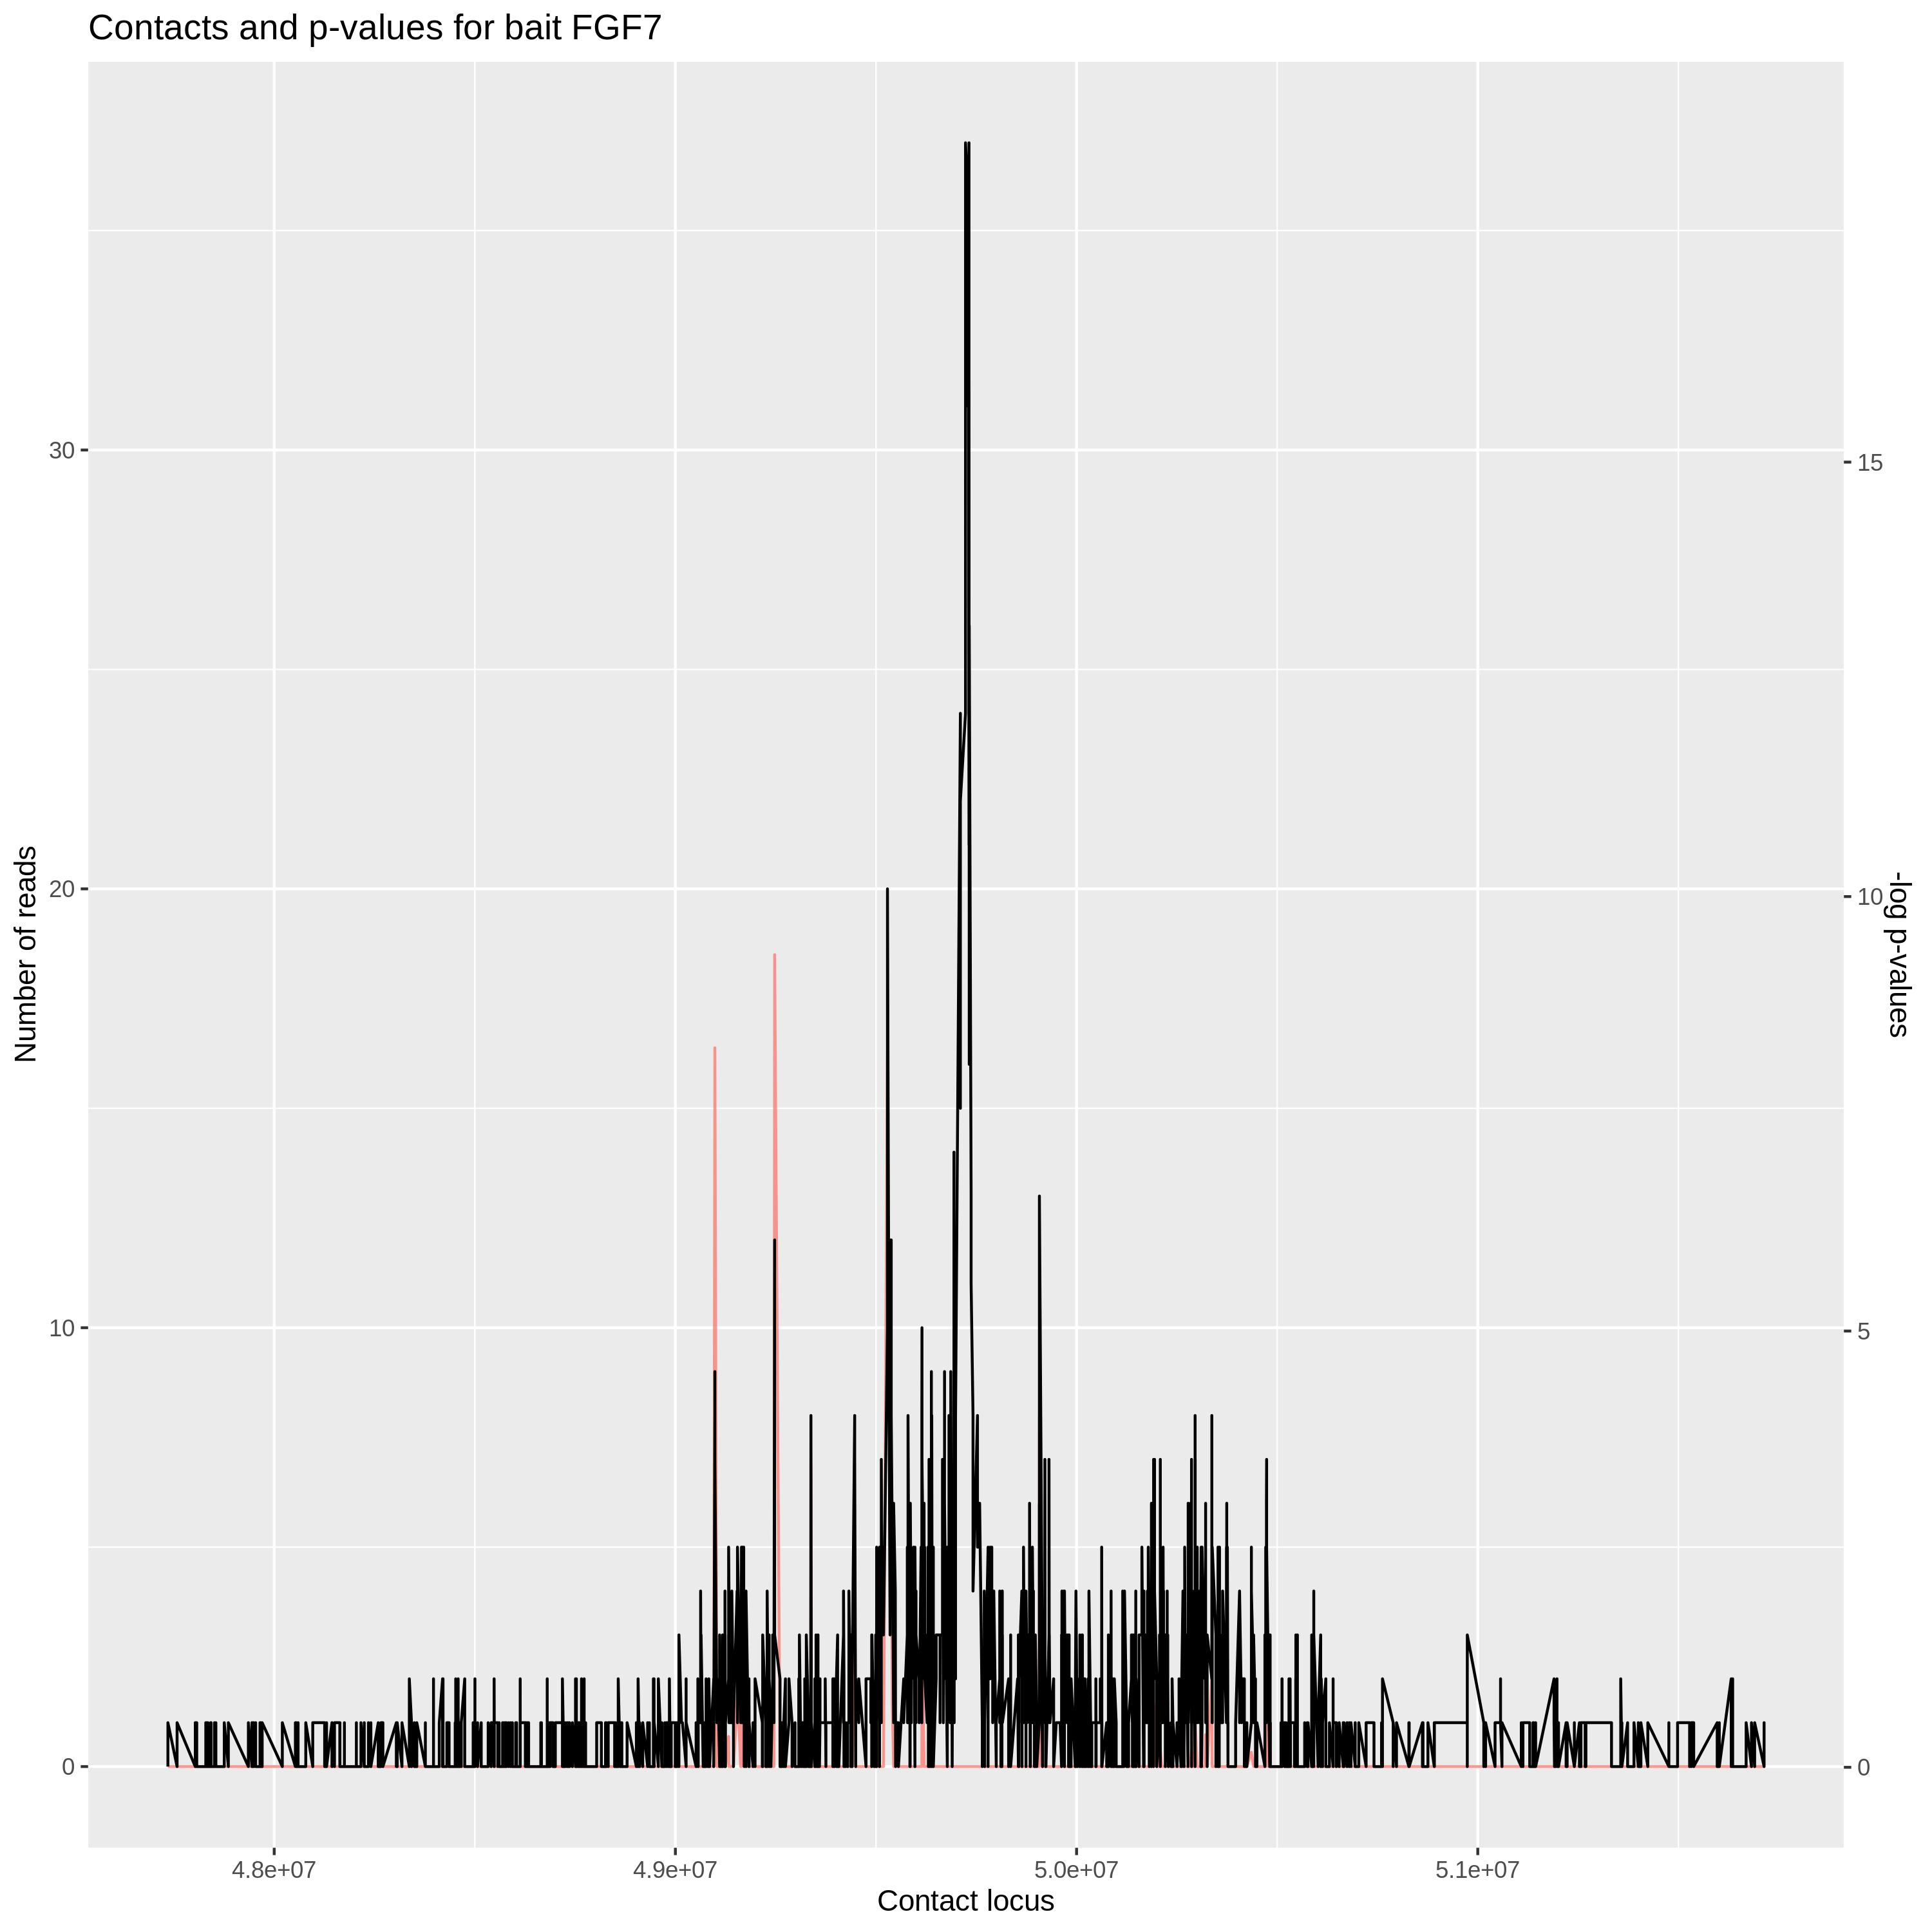 Contacts and p-values for bait FGF7
Number of reads
30
20
10
0
15
10
5
0
-log p-values
4.8e+07
4.9e+07
5.0e+07
5.1e+07
Contact locus